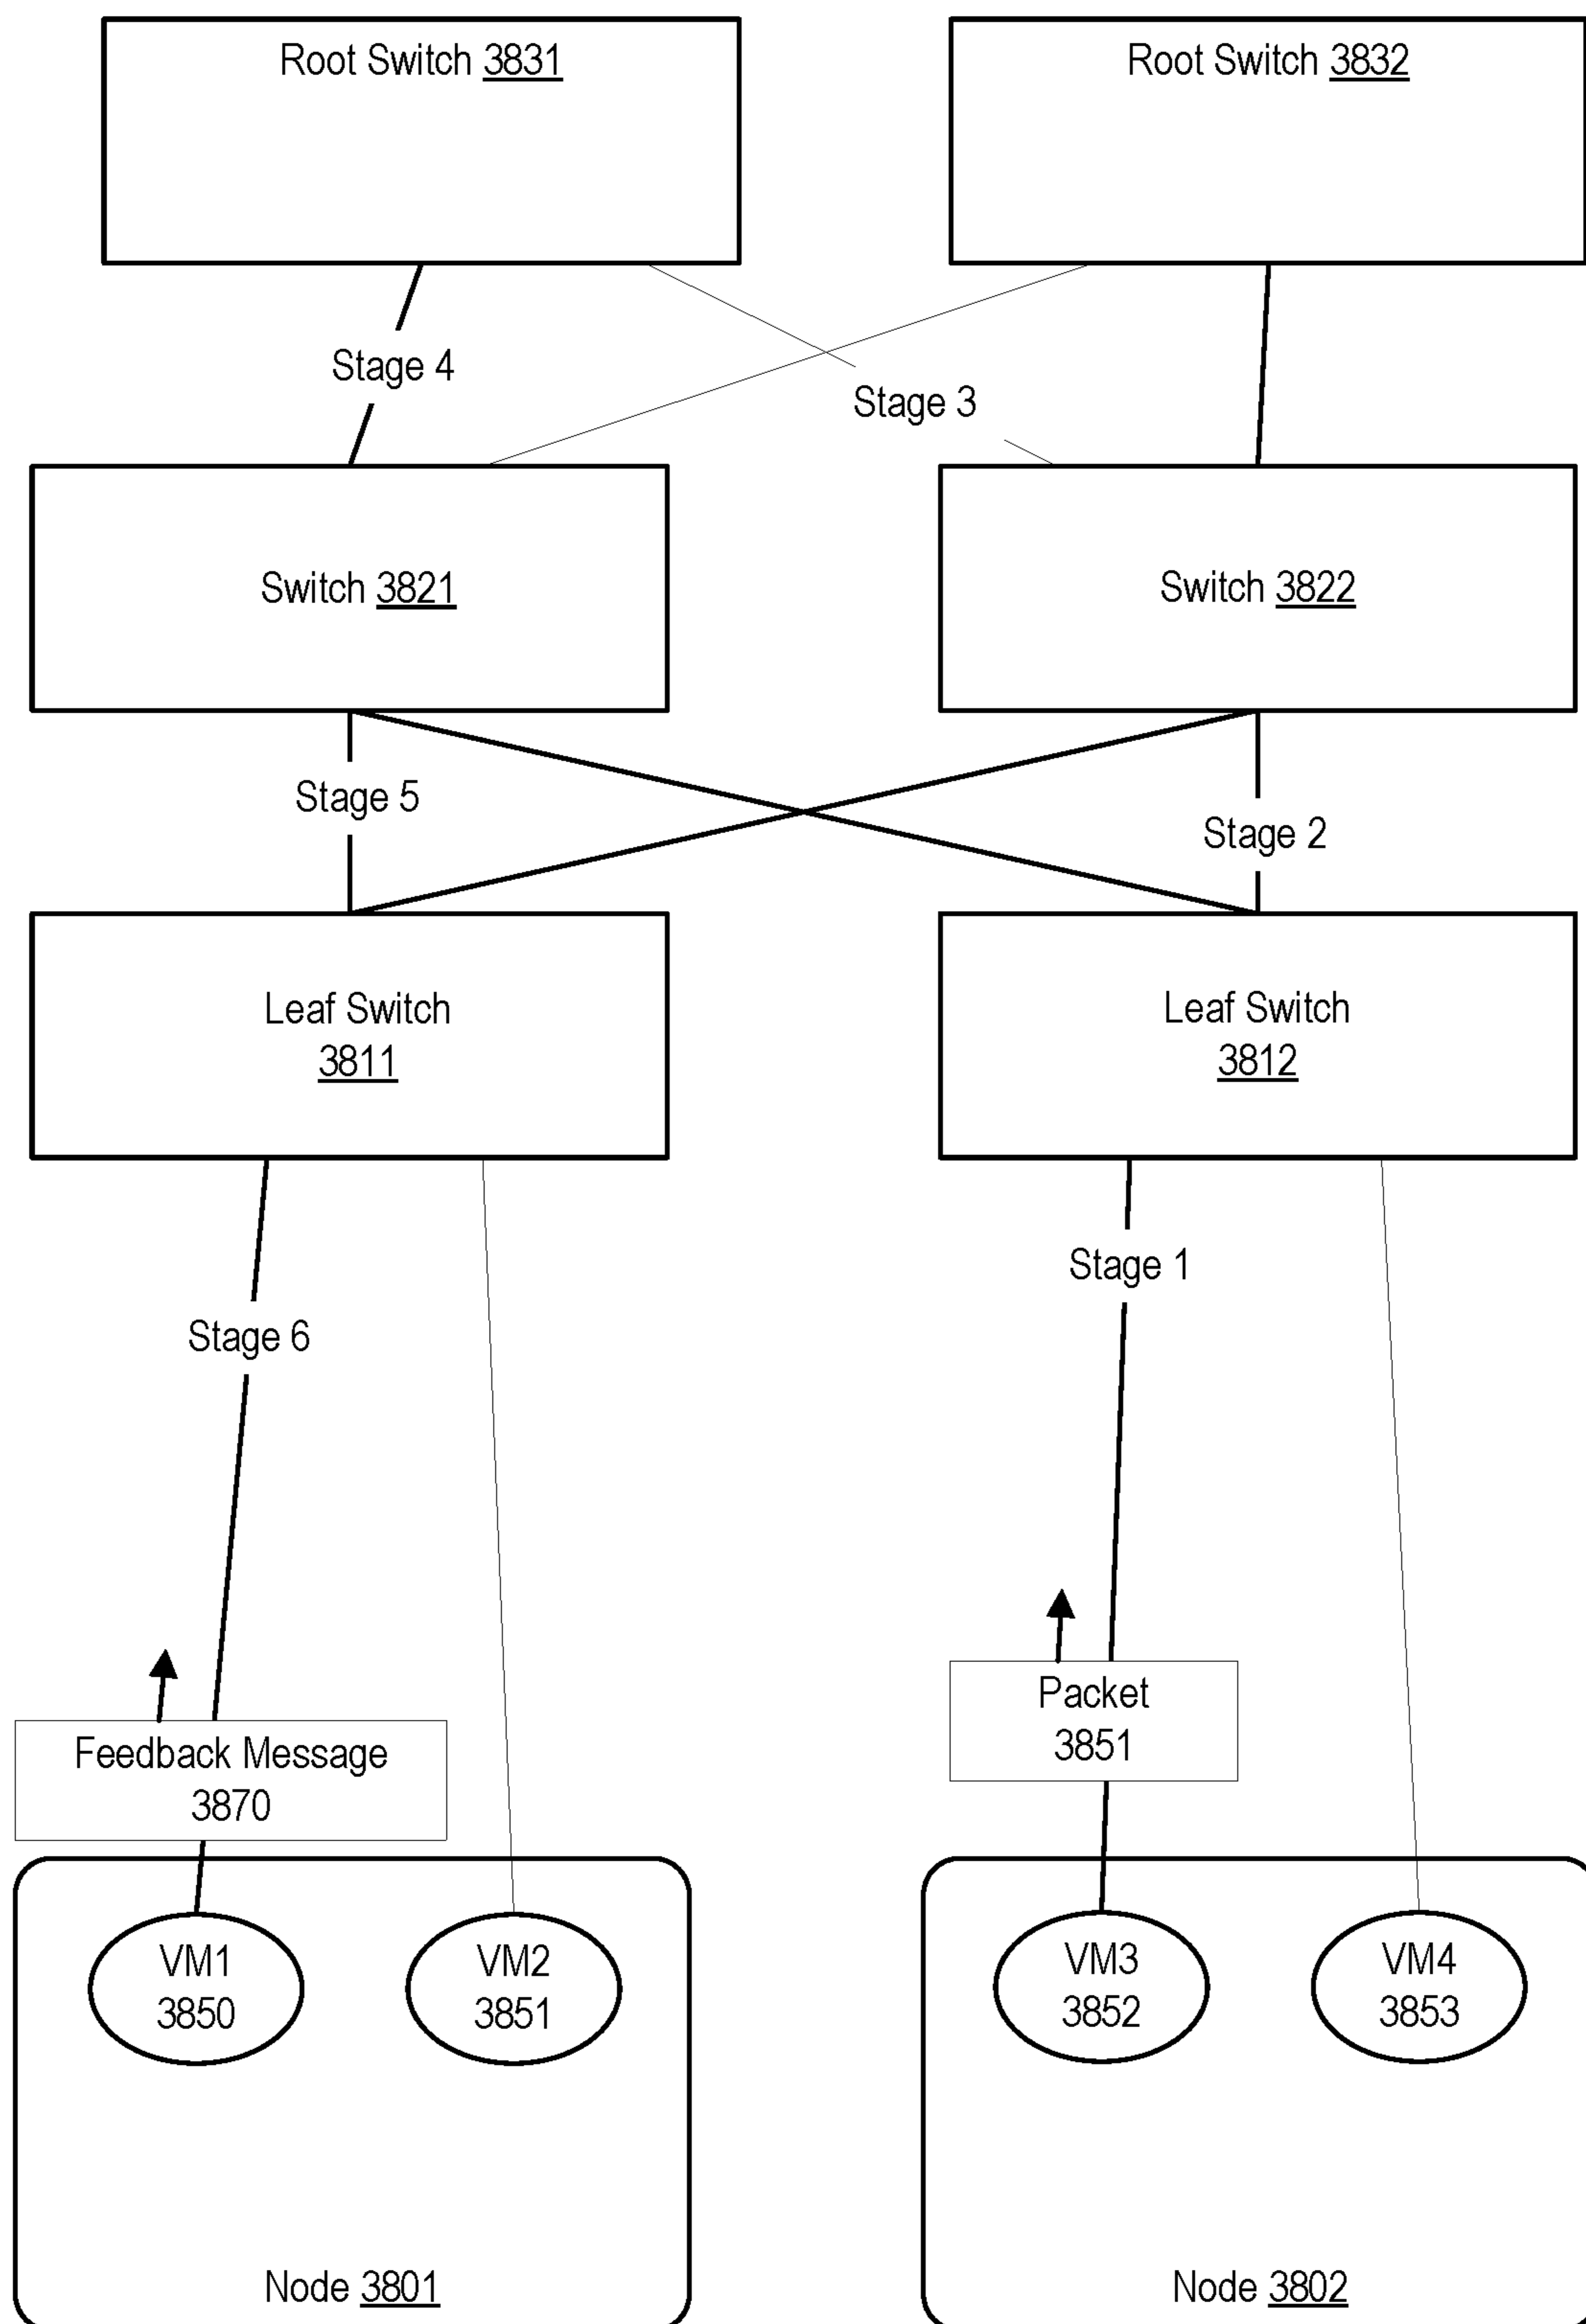 Root Switch 3831
Root Switch 3832
Stage 4
Stage 3
Switch 3821
Switch 3822
Stage 5
Stage 2
Leaf Switch
3811
Leaf Switch
3812
Stage 1
Stage 6
Packet
3851
Feedback Message
3870
VM1
3850
VM2
3851
VM3
3852
VM4
3853
Node 3801
Node 3802